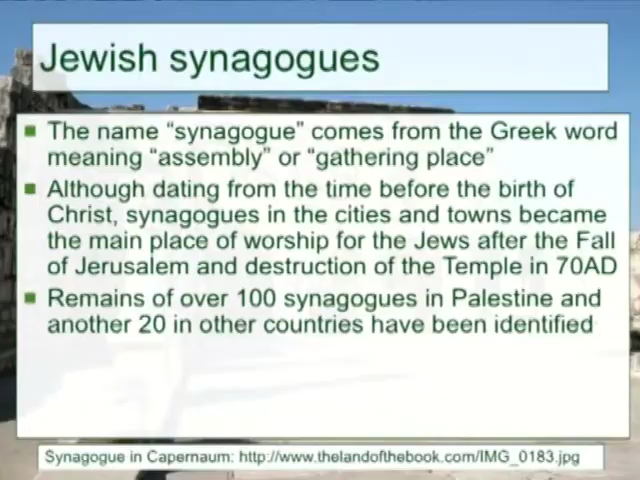 Jewish synagogues
The name “synagogue” comes from the Greek word
meaning “assembly” or “gathering place”
Although dating from the time before the birth of
Christ, synagogues in the cities and towns became
the main place of worship for the Jews after the Fall
of Jerusalem and destruction of the Temple in 70AD
Remains of over 100 synagogues in Palestine and
another 20 in other countries have been identified
Synagogue in Capernaum: http://www.thelandofthebook.com/IMG_0183.jpg